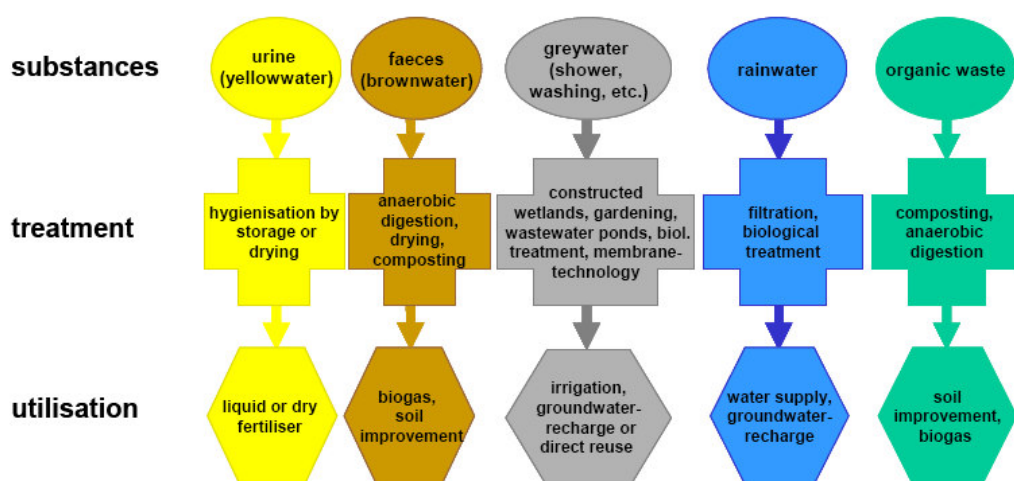 substances
urine
(yellowwater)
faeces
(brownwater)
greywater
(shower,
washing, etc.)
rainwater
organic waste
treatment
hygienisation by
storage or
drying
anaerobic
digestion,
drying,
composting
constructed
wetlands, gardening,
wastewater ponds, biol.
treatment, membrane-
technology
filtration,
biological
treatment
composting,
anaerobic
digestion
utilisation
liquid or dry
fertiliser
biogas,
soil
improvement
irrigation,
groundwater-
recharge or
direct reuse
water supply,
groundwater-
recharge
soil
improvement,
biogas